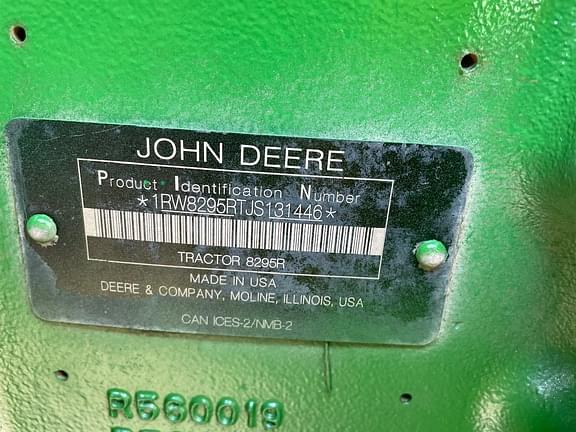 JOHN DEERE
Product Identification Number
*1RW8295RTJS131446*
TRACTOR 8295R
MADE IN USA
DEERE & COMPANY, MOLINE, ILLINOIS, USA
CAN ICES-2/NMB-2
R560019